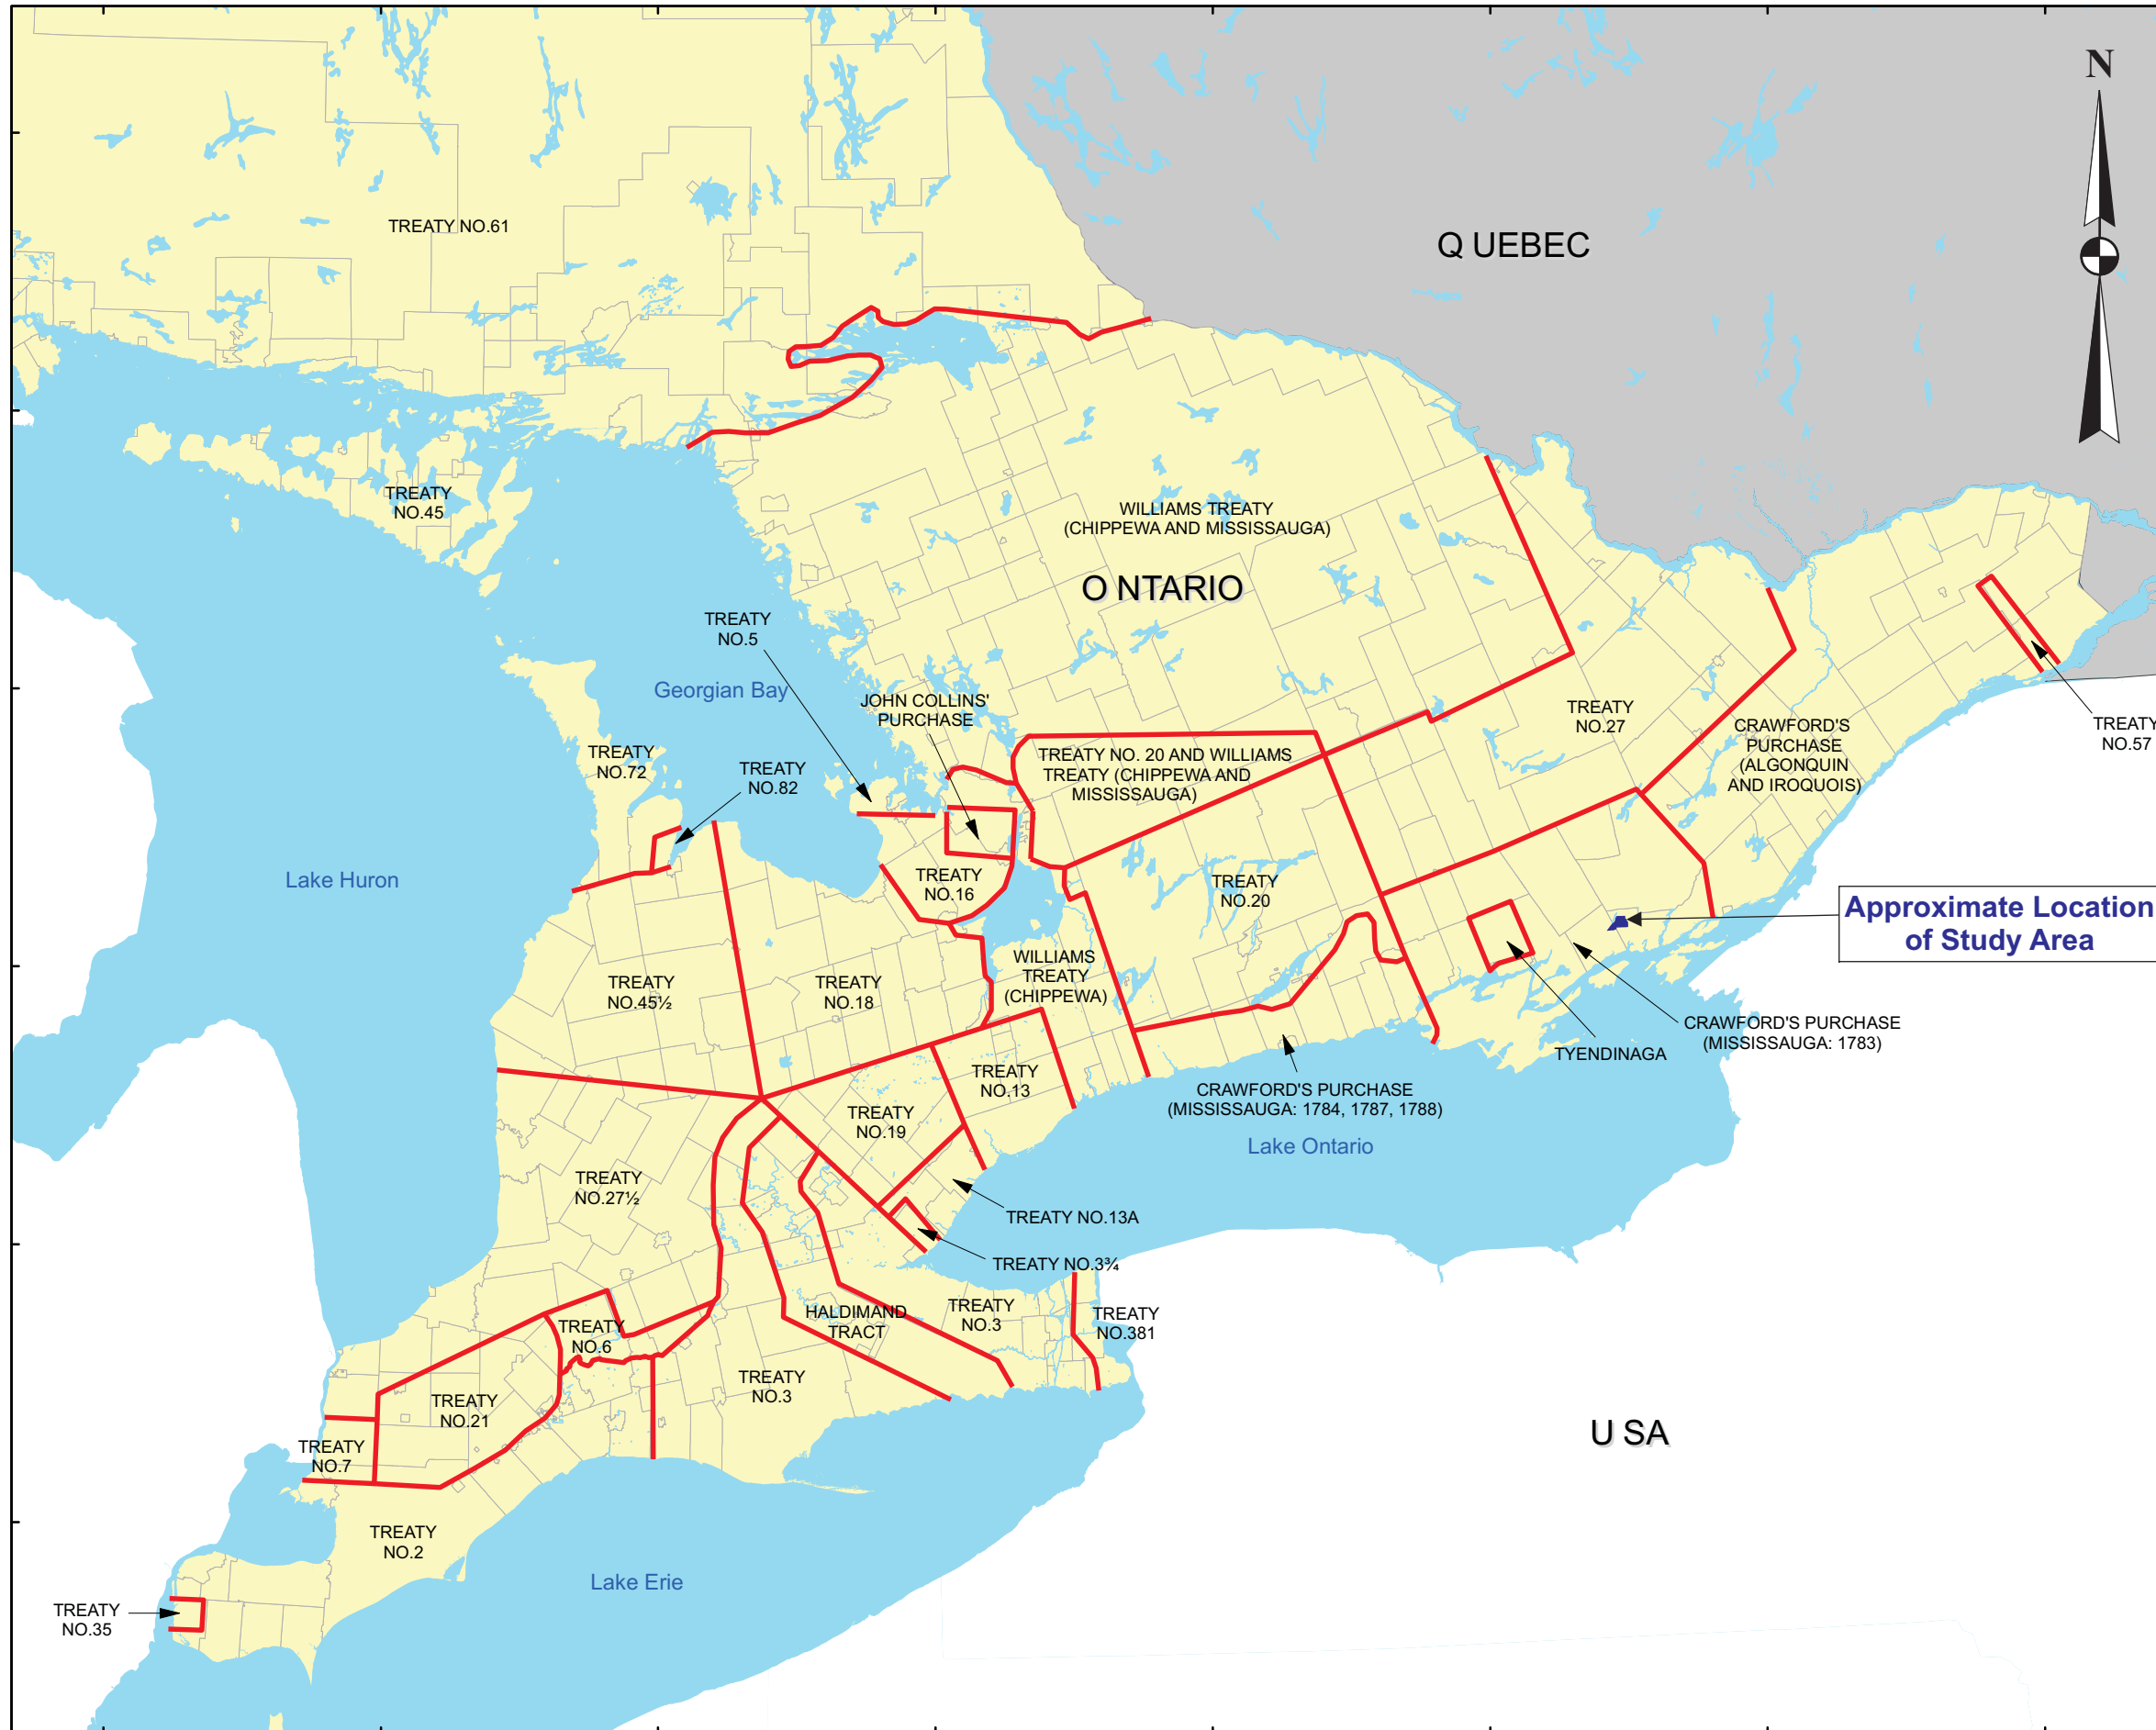 N
TREATY NO.61
Q UEBEC
TREATY
NO.45
WILLIAMS TREATY
(CHIPPEWA AND MISSISSAUGA)
O NTARIO
TREATY
NO.5
Georgian Bay
JOHN COLLINS'
PURCHASE
TREATY
NO.27
CRAWFORD'S
PURCHASE
(ALGONQUIN
AND IROQUOIS)
TREATY
NO.57
TREATY
NO.72
TREATY
NO.82
TREATY NO. 20 AND WILLIAMS
TREATY (CHIPPEWA AND
MISSISSAUGA)
Lake Huron
TREATY
NO.16
TREATY
NO.20
Approximate Location
of Study Area
TREATY
NO.45½
TREATY
NO.18
WILLIAMS
TREATY
(CHIPPEWA)
CRAWFORD'S PURCHASE
(MISSISSAUGA: 1783)
TYENDINAGA
TREATY
NO.13
CRAWFORD'S PURCHASE
(MISSISSAUGA: 1784, 1787, 1788)
TREATY
NO.19
Lake Ontario
TREATY
NO.27½
TREATY NO.13A
TREATY NO.3¾
HALDIMAND
TRACT
TREATY
NO.3
TREATY
NO.381
TREATY
NO.6
TREATY
NO.3
TREATY
NO.21
U SA
TREATY
NO.7
TREATY
NO.2
Lake Erie
TREATY
NO.35